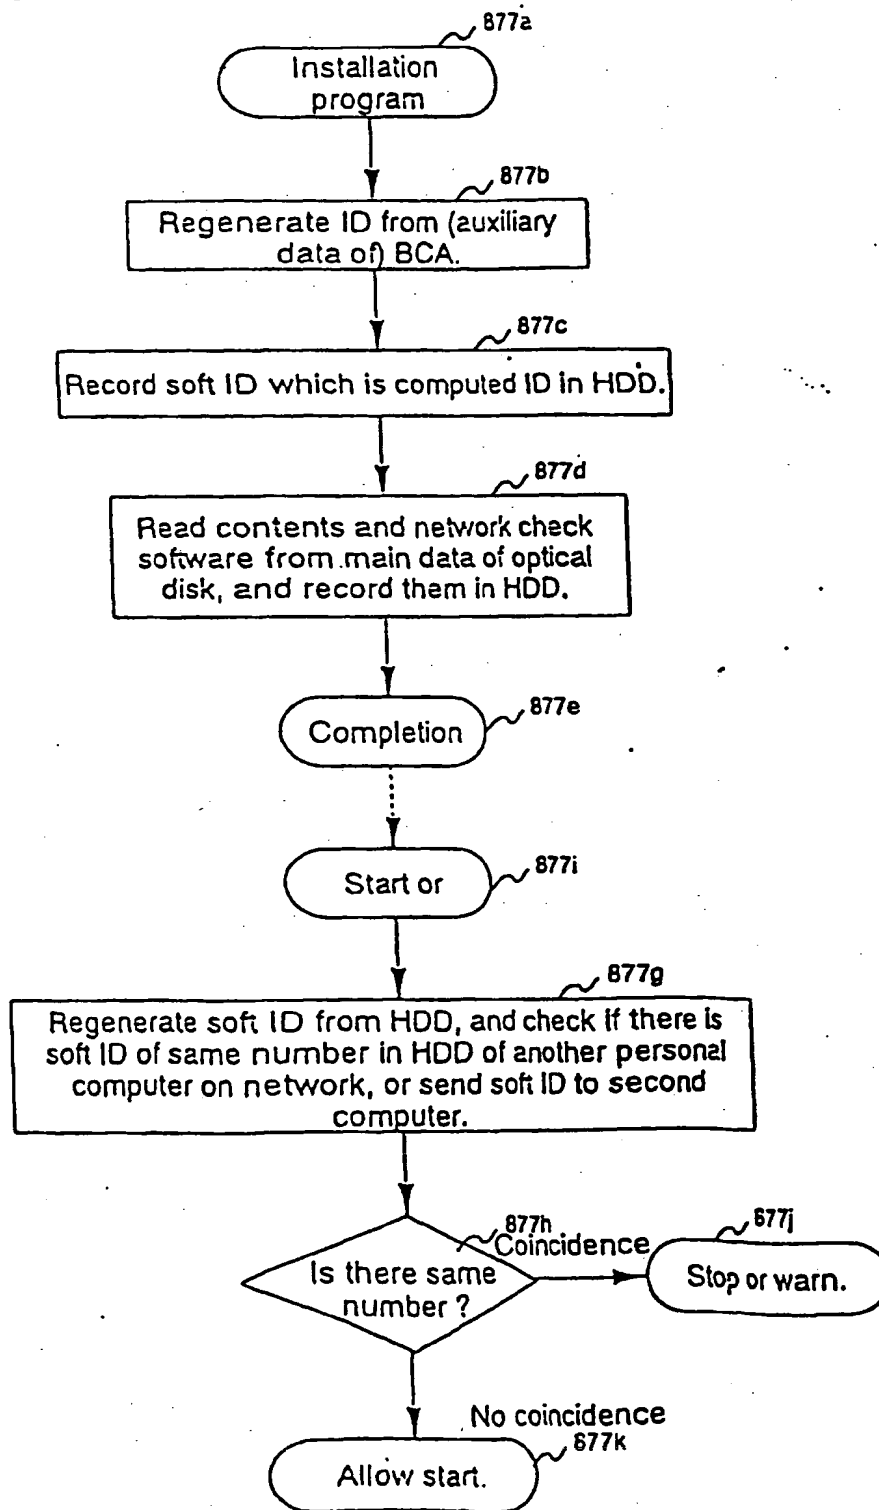 877a
Installation
program
877b
Regenerate ID from (auxiliary
data of) BCA.
877c
Record soft ID which is computed ID in HDD.
877d
Read contents and network check
software from main data of optical
disk, and record them in HDD.
877e
Completion
877i
Start or
877g
Regenerate soft ID from HDD, and check if there is
soft ID of same number in HDD of another personal
computer on network, or send soft ID to second
computer.
877h
Coincidence
877j
Is there same
number ?
Stop or warn.
No coincidence
877k
Allow start.